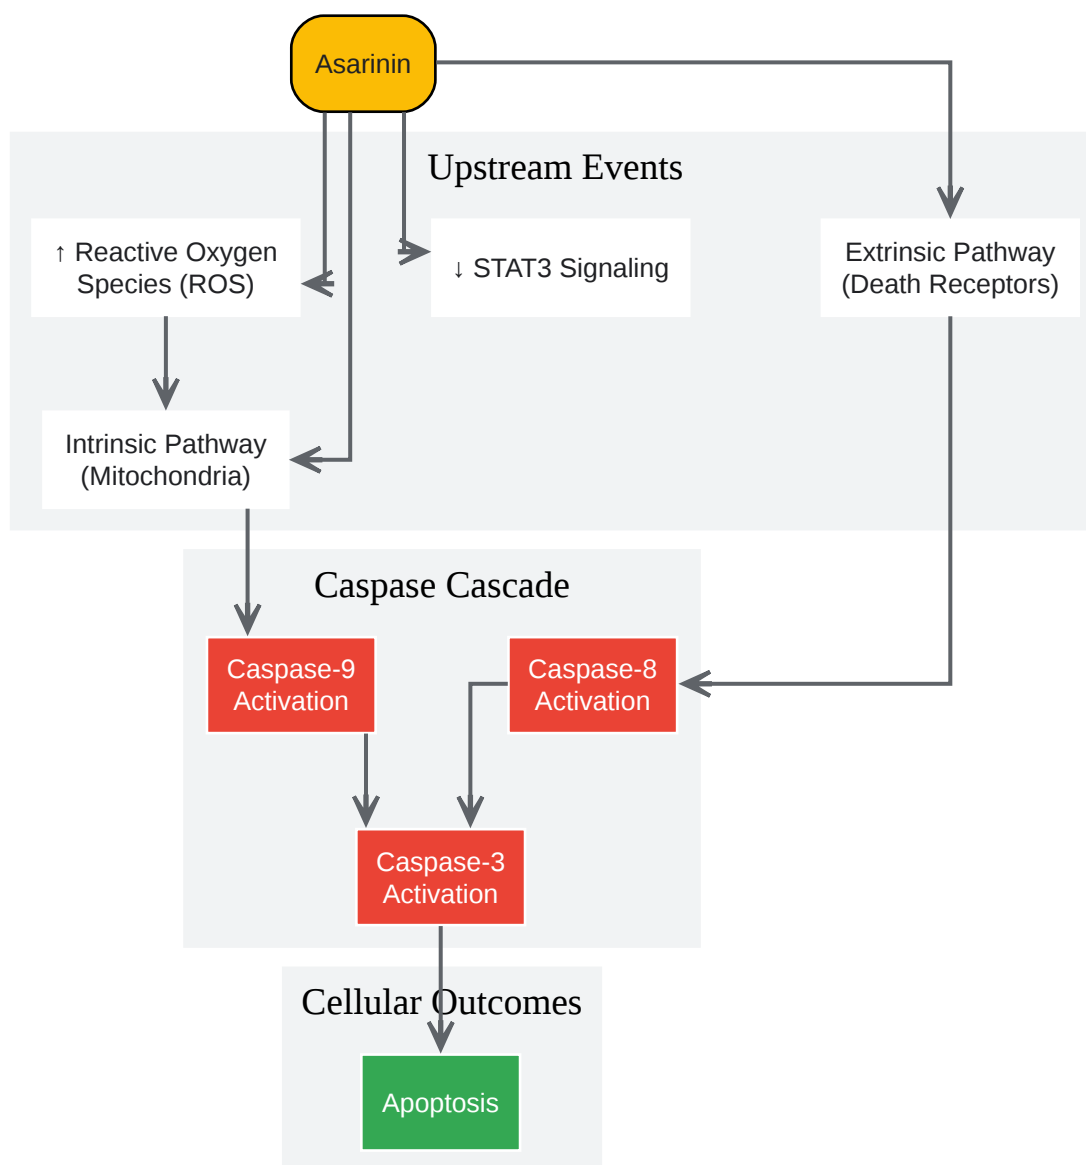 Asarinin
Upstream Events
↑ Reactive Oxygen
Species (ROS)
↓ STAT3 Signaling
Extrinsic Pathway
(Death Receptors)
Intrinsic Pathway
(Mitochondria)
Caspase Cascade
Caspase-9
Activation
Caspase-8
Activation
Caspase-3
Activation
Cellular Outcomes
Apoptosis